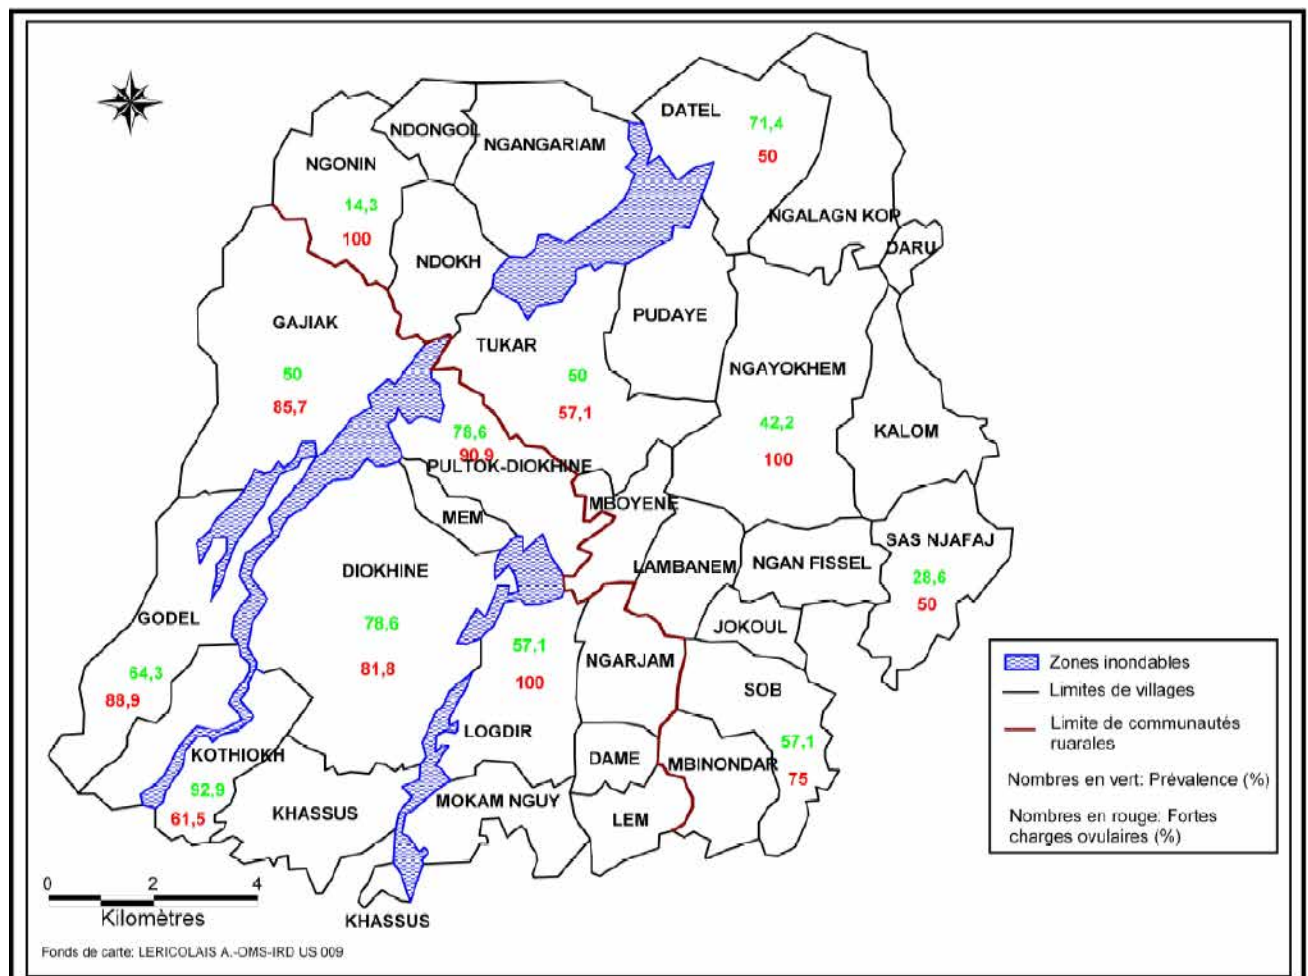 DATEL
71,4
50
NDONGOL
NGANGARIAM
NGONIN
14,3
100
NGALAGN KOP
DARU
NDOKH
GAJIAK
50
85,7
TUKAR
50
57,1
PUDAYE
NGAYOKHEM
42,2
100
KALOM
78,6
90,9
PULTOK-DIOKHINE
MBOYENE
MEM
SAS NJAFAJ
28,6
50
DIOKHINE
78,6
81,8
LAMBANEM
NGAN FISSEL
GODEL
64,3
88,9
JOKOUL
57,1
100
LOGDIR
NGARJAM
SOB
57,1
75
KOTHIOKH
92,9
61,5
DAME
MBINONDAR
KHASSUS
MOKAM NGUY
LEM
KHASSUS
Zones inondables
Limites de villages
Limite de communautés
ruarales
Nombres en vert: Prévalence (%)
Nombres en rouge: Fortes
charges ovulaires (%)
0 2 4
Kilomètres
Fonds de carte: LERICOLAIS A.-OMS-IRD US 009